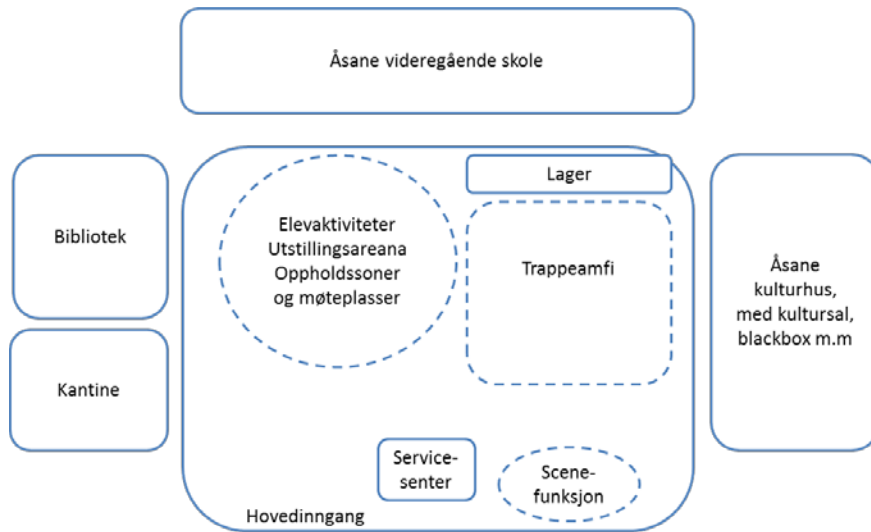 Åsane videregående skole
Bibliotek
Kantine
Elevaktiviteter
Utstillingsareana
Oppholdssoner
og møteplasser
Lager
Trappeamfi
Åsane
kulturhus,
med kultursal,
blackbox m.m
Service-
senter
Scene-
funksjon
Hovedinngang